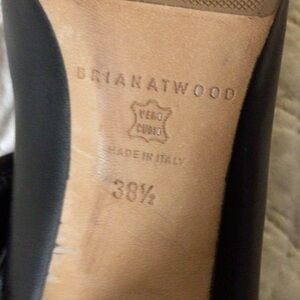 BRIANATWOOD
VERO
CUOIO
MADE IN ITALY
38½